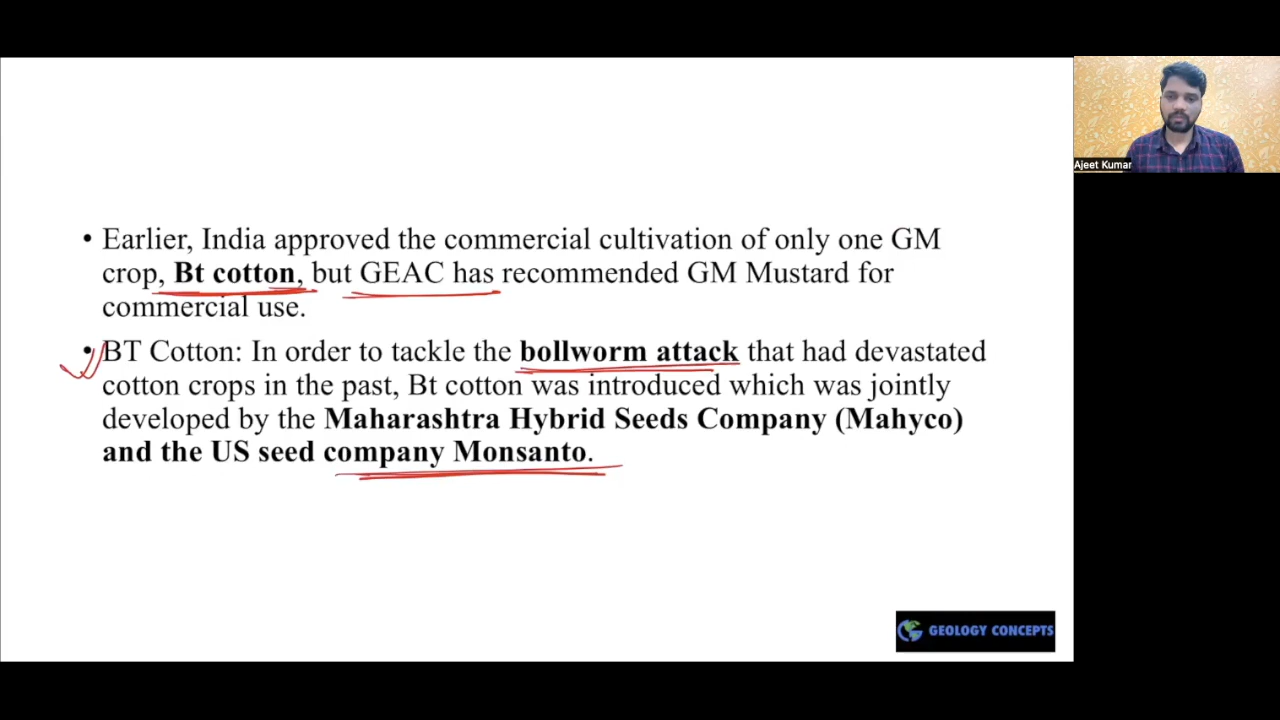 • Earlier, India approved the commercial cultivation of only one GM
crop, Bt cotton, but GEAC has recommended GM Mustard for
commercial use.
• BT Cotton: In order to tackle the bollworm attack that had devastated
cotton crops in the past, Bt cotton was introduced which was jointly
developed by the Maharashtra Hybrid Seeds Company (Mahyco)
and the US seed company Monsanto.
Ajeet Kumar
GEOLOGY CONCEPTS